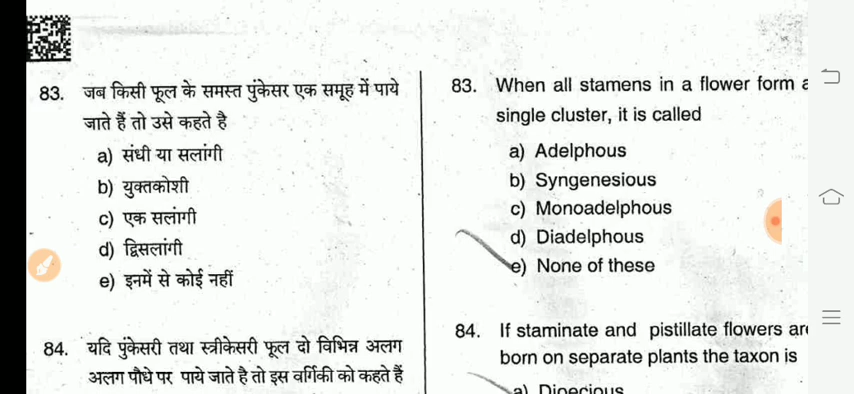 83. जब किसी फूल के समस्त पुंकेसर एक समूह में पाये
जाते हैं तो उसे कहते है
a) संधी या सलांगी
b) युक्तकोशी
c) एक सलांगी
d) द्विसलांगी
e) इनमें से कोई नहीं
84. यदि पुंकेसरी तथा स्त्रीकेसरी फूल दो विभिन्न अलग
अलग पौधे पर पाये जाते है तो इस वर्गिकी को कहते हैं
83. When all stamens in a flower form a
single cluster, it is called
a) Adelphous
b) Syngenesious
c) Monoadelphous
d) Diadelphous
e) None of these
84. If staminate and pistillate flowers are
born on separate plants the taxon is
a) Dioecious